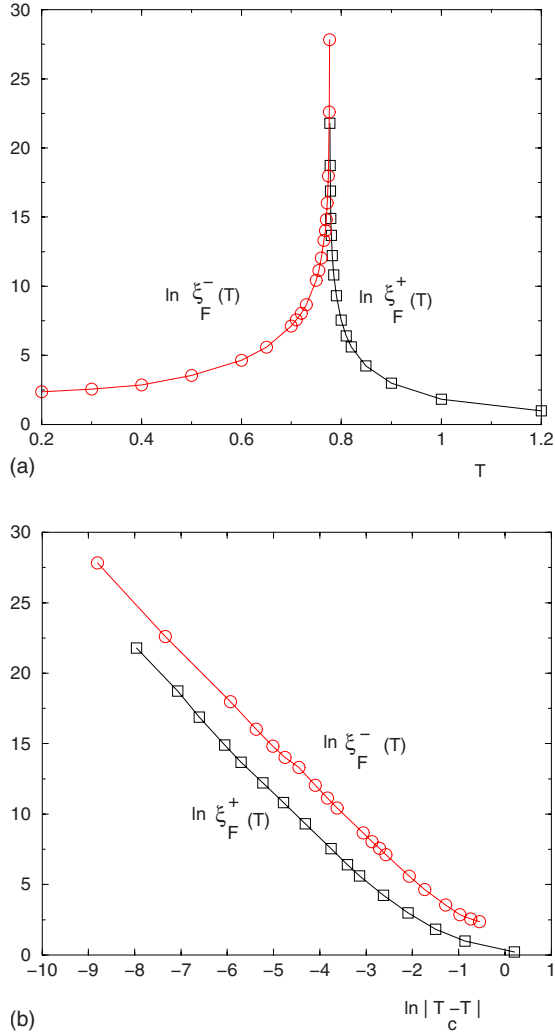 30
25
20
15
10
5
0
ln ξ_F^-(T)
ln ξ_F^+(T)
0.2 0.4 0.6 0.8 1 1.2
(a)
T
30
25
20
15
10
5
0
ln ξ_F^-(T)
ln ξ_F^+(T)
−10 −9 −8 −7 −6 −5 −4 −3 −2 −1 0 1
(b)
ln | T_c−T |